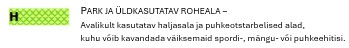 H
PARK JA ÜLDKASUTATAV ROHEALA –
Avalikult kasutatav haljasala ja puhkeotstarbelised alad,
kuhu võib kavandada väiksemaid spordi-, mängu- või puhkeehitisi.